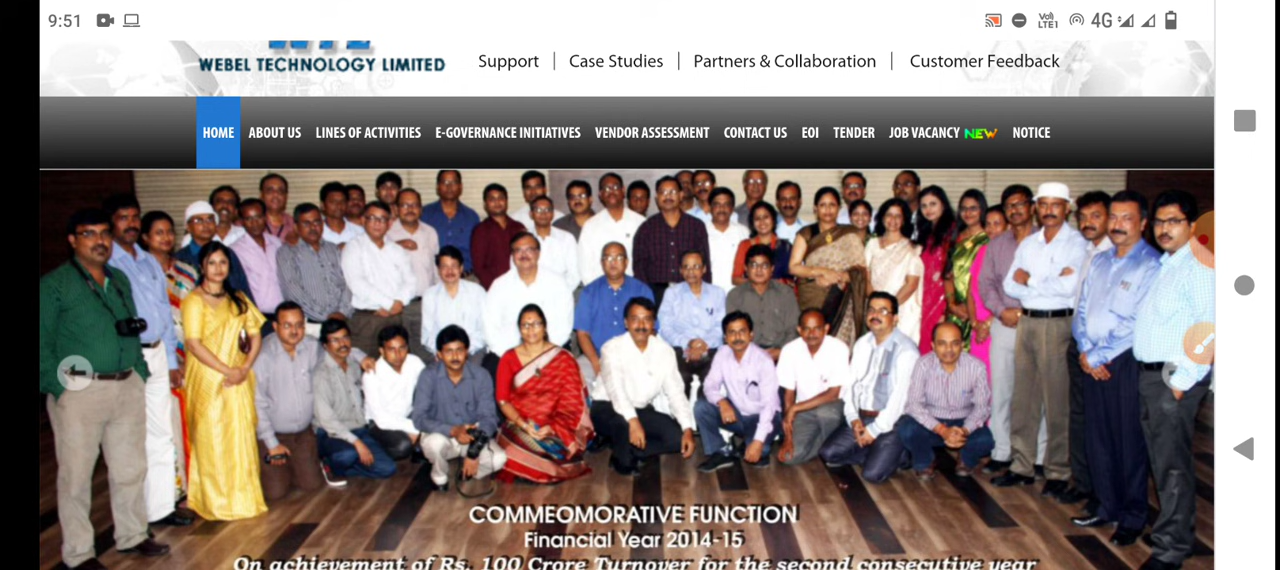 9:51
Vo) LTE1 4G
WEBEL TECHNOLOGY LIMITED
Support | Case Studies | Partners & Collaboration | Customer Feedback
HOME ABOUT US LINES OF ACTIVITIES E-GOVERNANCE INITIATIVES VENDOR ASSESSMENT CONTACT US EOI TENDER JOB VACANCY NEW NOTICE
COMMEOMORATIVE FUNCTION
Financial Year 2014-15
On achievement of Rs. 100 Crore Turnover for the second consecutive year